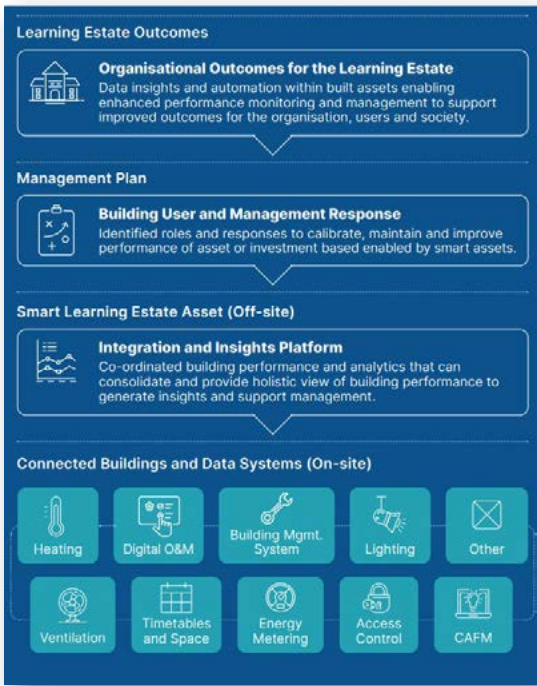 Learning Estate Outcomes
Organisational Outcomes for the Learning Estate
Data insights and automation within built assets enabling
enhanced performance monitoring and management to support
improved outcomes for the organisation, users and society.
Management Plan
Building User and Management Response
Identified roles and responses to calibrate, maintain and improve
performance of asset or investment based enabled by smart assets.
Smart Learning Estate Asset (Off-site)
Integration and Insights Platform
Co-ordinated building performance and analytics that can
consolidate and provide holistic view of building performance to
generate insights and support management.
Connected Buildings and Data Systems (On-site)
Heating
Digital O&M
Building Mgmt.
System
Lighting
Other
Ventilation
Timetables
and Space
Energy
Metering
Access
Control
CAFM